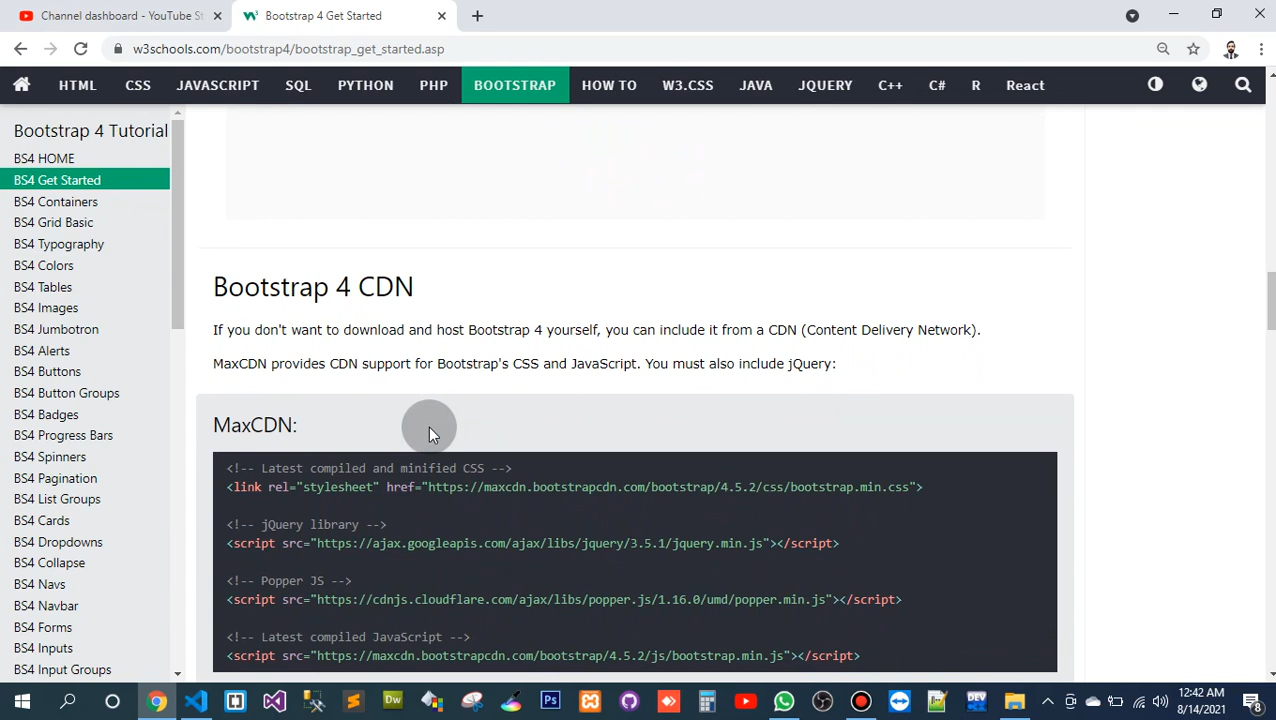 Channel dashboard - YouTube St
Bootstrap 4 Get Started
w3schools.com/bootstrap4/bootstrap_get_started.asp
HTML CSS JAVASCRIPT SQL PYTHON PHP BOOTSTRAP HOW TO W3.CSS JAVA JQUERY C++ C# R React
Bootstrap 4 Tutorial
BS4 HOME
BS4 Get Started
BS4 Containers
BS4 Grid Basic
BS4 Typography
BS4 Colors
BS4 Tables
BS4 Images
BS4 Jumbotron
BS4 Alerts
BS4 Buttons
BS4 Button Groups
BS4 Badges
BS4 Progress Bars
BS4 Spinners
BS4 Pagination
BS4 List Groups
BS4 Cards
BS4 Dropdowns
BS4 Collapse
BS4 Navs
BS4 Navbar
BS4 Forms
BS4 Inputs
BS4 Input Groups
Bootstrap 4 CDN
If you don't want to download and host Bootstrap 4 yourself, you can include it from a CDN (Content Delivery Network).
MaxCDN provides CDN support for Bootstrap's CSS and JavaScript. You must also include jQuery:
MaxCDN:
<!-- Latest compiled and minified CSS -->
<link rel="stylesheet" href="https://maxcdn.bootstrapcdn.com/bootstrap/4.5.2/css/bootstrap.min.css">
<!-- jQuery library -->
<script src="https://ajax.googleapis.com/ajax/libs/jquery/3.5.1/jquery.min.js"></script>
<!-- Popper JS -->
<script src="https://cdnjs.cloudflare.com/ajax/libs/popper.js/1.16.0/umd/popper.min.js"></script>
<!-- Latest compiled JavaScript -->
<script src="https://maxcdn.bootstrapcdn.com/bootstrap/4.5.2/js/bootstrap.min.js"></script>
Dw
Ps
DEV
12:42 AM
8/14/2021
8